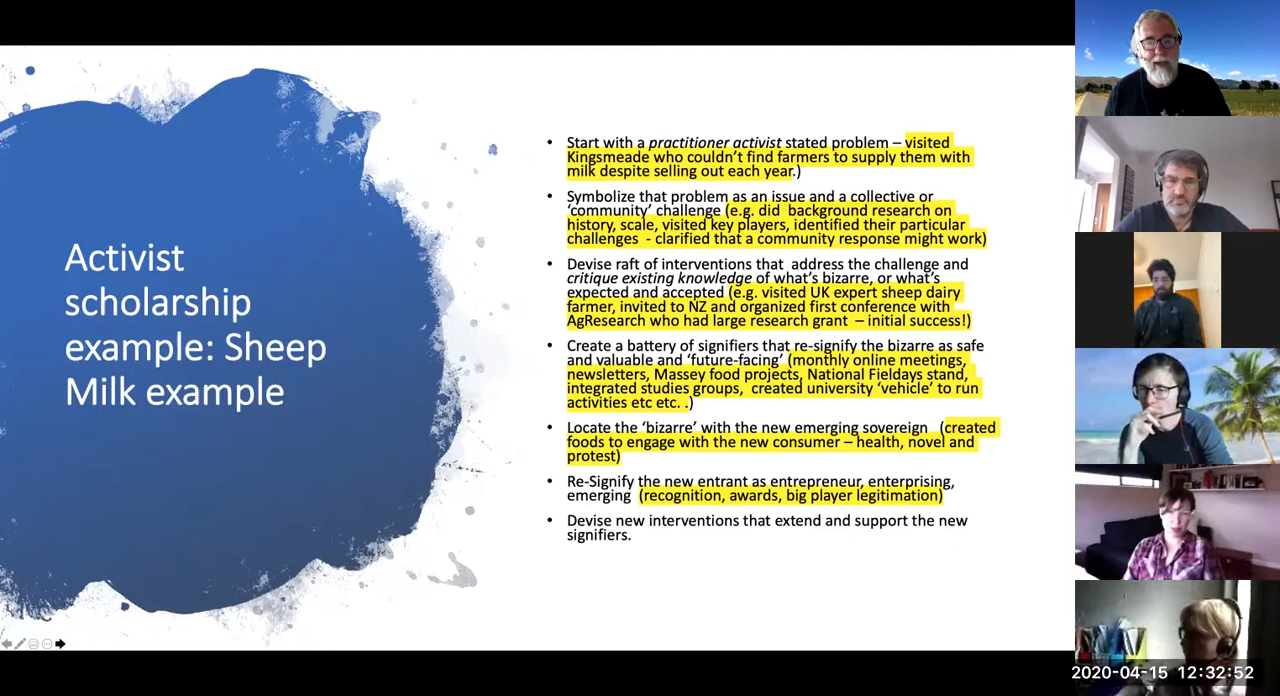 Activist
scholarship
example: Sheep
Milk example
• Start with a practitioner activist stated problem – visited
Kingsmeade who couldn't find farmers to supply them with
milk despite selling out each year.)
• Symbolize that problem as an issue and a collective or
'community' challenge (e.g. did background research on
history, scale, visited key players, identified their particular
challenges - clarified that a community response might work)
• Devise raft of interventions that address the challenge and
critique existing knowledge of what's bizarre, or what's
expected and accepted (e.g. visited UK expert sheep dairy
farmer, invited to NZ and organized first conference with
AgResearch who had large research grant – initial success!)
• Create a battery of signifiers that re-signify the bizarre as safe
and valuable and 'future-facing' (monthly online meetings,
newsletters, Massey food projects, National Fieldays stand,
integrated studies groups, created university 'vehicle' to run
activities etc etc. .)
• Locate the 'bizarre' with the new emerging sovereign (created
foods to engage with the new consumer – health, novel and
protest)
• Re-Signify the new entrant as entrepreneur, enterprising,
emerging (recognition, awards, big player legitimation)
• Devise new interventions that extend and support the new
signifiers.
2020-04-15 12:32:52